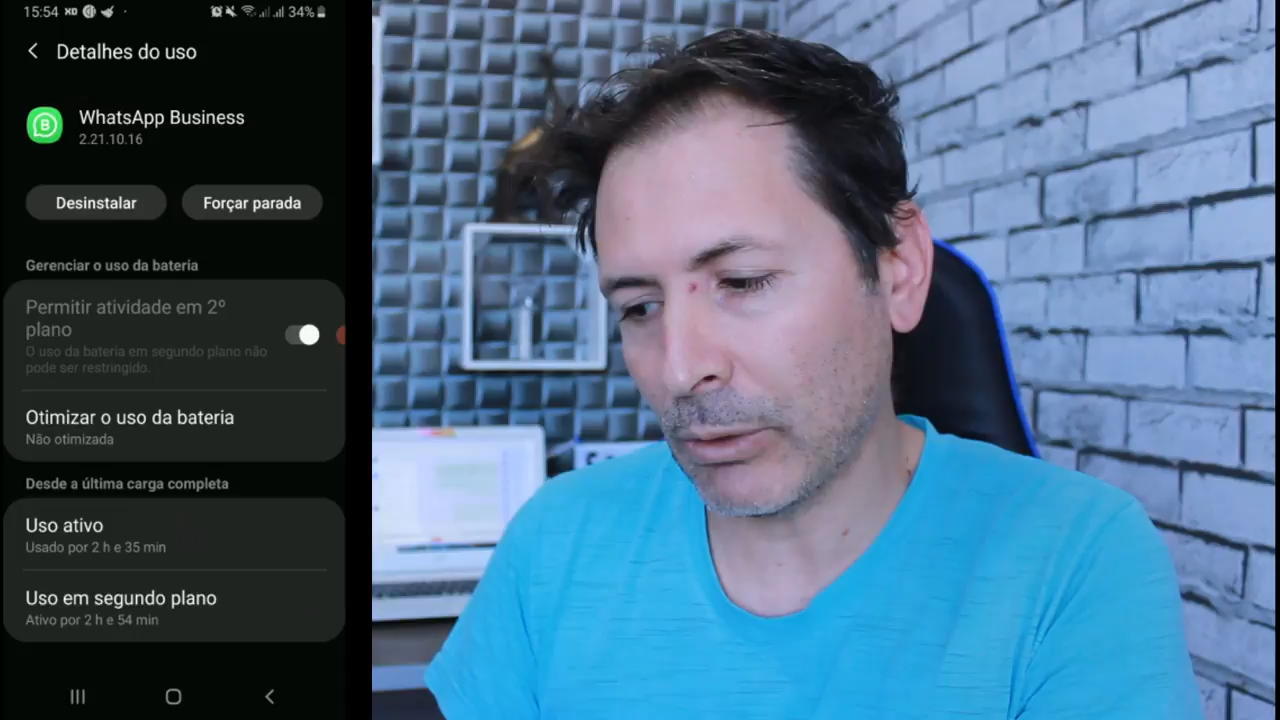 15:54 34%
Detalhes do uso
WhatsApp Business
2.21.10.16
Desinstalar Forçar parada
Gerenciar o uso da bateria
Permitir atividade em 2º
plano
O uso da bateria em segundo plano não
pode ser restringido.
Otimizar o uso da bateria
Não otimizada
Desde a última carga completa
Uso ativo
Usado por 2 h e 35 min
Uso em segundo plano
Ativo por 2 h e 54 min